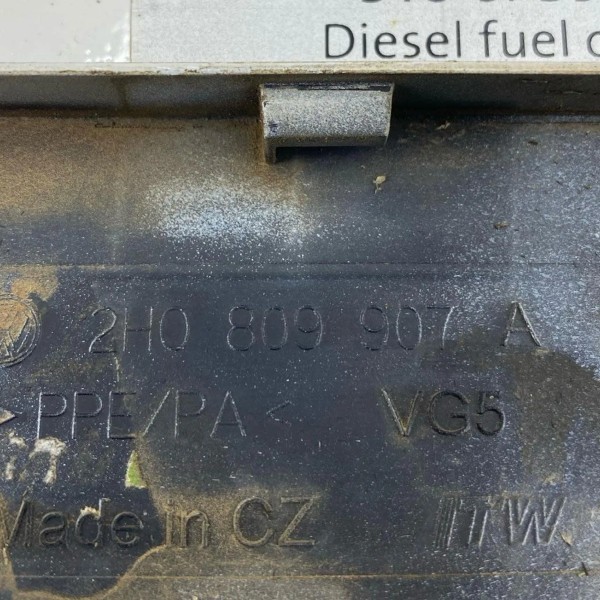 Diesel fuel o
2H0 809 907 A
>PPE/PA< VG5
Made in CZ ITW